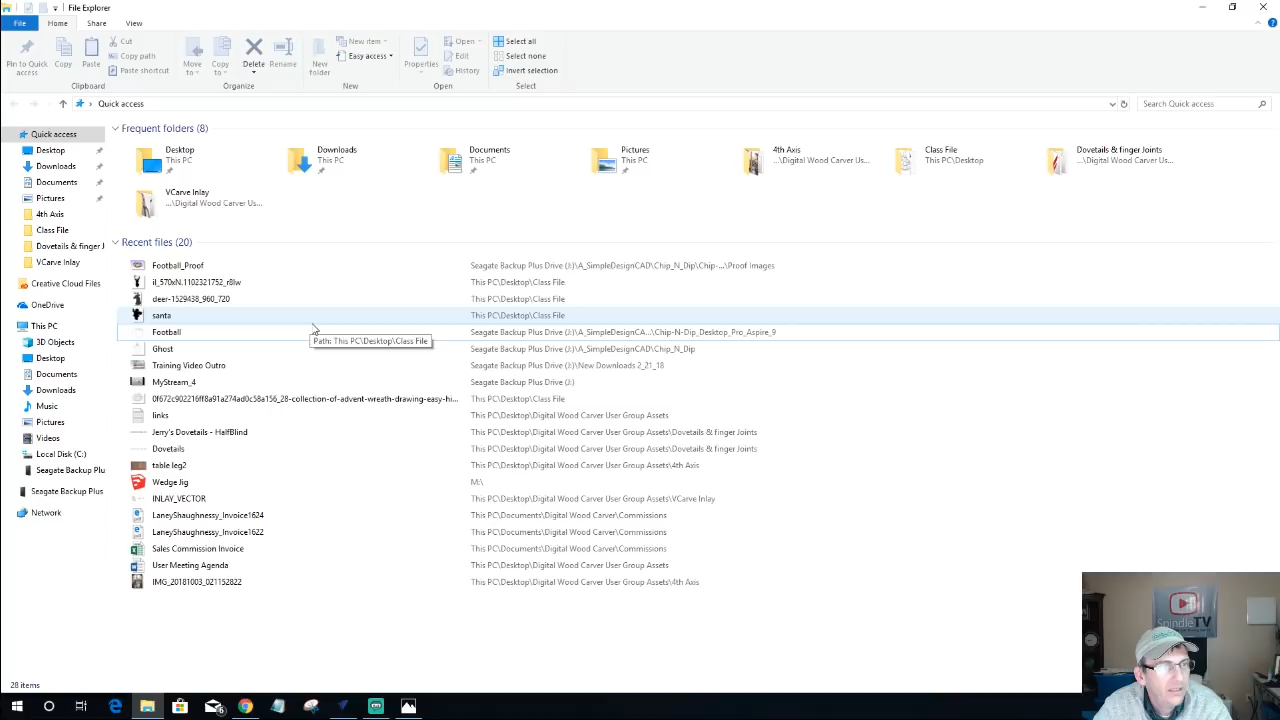 File Explorer
File Home Share View
Pin to Quick access
Copy
Paste
Cut
Copy path
Paste shortcut
Clipboard
Move to
Copy to
Delete
Rename
Organize
New folder
New item
Easy access
New
Properties
Open
Edit
History
Open
Select all
Select none
Invert selection
Select
Quick access
Search Quick access
Quick access
Desktop
Downloads
Documents
Pictures
4th Axis
Class File
Dovetails & finger J
VCarve Inlay
Creative Cloud Files
OneDrive
This PC
3D Objects
Desktop
Documents
Downloads
Music
Pictures
Videos
Local Disk (C:)
Seagate Backup Plu
Seagate Backup Plus
Network
Frequent folders (8)
Desktop
This PC
Downloads
This PC
Documents
This PC
Pictures
This PC
4th Axis
...\Digital Wood Carver Us...
Class File
This PC\Desktop
Dovetails & finger Joints
...\Digital Wood Carver Us...
VCarve Inlay
...\Digital Wood Carver Us...
Recent files (20)
Football_Proof Seagate Backup Plus Drive (J:)\A_SimpleDesignCAD\Chip_N_Dip\Chip-...\Proof Images
il_570xN.1102321752_r8lw This PC\Desktop\Class File
deer-1529438_960_720 This PC\Desktop\Class File
santa This PC\Desktop\Class File
Football Seagate Backup Plus Drive (J:)\A_SimpleDesignCA...\Chip-N-Dip_Desktop_Pro_Aspire_9
Path: This PC\Desktop\Class File
Ghost Seagate Backup Plus Drive (J:)\A_SimpleDesignCAD\Chip_N_Dip
Training Video Outro Seagate Backup Plus Drive (J:)\New Downloads 2_21_18
MyStream_4 Seagate Backup Plus Drive (J:)
0f672c902216ff8a91a274ad0c58a156_28-collection-of-advent-wreath-drawing-easy-hi... This PC\Desktop\Class File
links This PC\Desktop\Digital Wood Carver User Group Assets
Jerry's Dovetails - HalfBlind This PC\Desktop\Digital Wood Carver User Group Assets\Dovetails & finger Joints
Dovetails This PC\Desktop\Digital Wood Carver User Group Assets\Dovetails & finger Joints
table leg2 This PC\Desktop\Digital Wood Carver User Group Assets\4th Axis
Wedge Jig M:\
INLAY_VECTOR This PC\Desktop\Digital Wood Carver User Group Assets\VCarve Inlay
LaneyShaughnessy_Invoice1624 This PC\Documents\Digital Wood Carver\Commissions
LaneyShaughnessy_Invoice1622 This PC\Documents\Digital Wood Carver\Commissions
Sales Commission Invoice This PC\Documents\Digital Wood Carver\Commissions
User Meeting Agenda This PC\Desktop\Digital Wood Carver User Group Assets
IMG_20181003_021152822 This PC\Desktop\Digital Wood Carver User Group Assets\4th Axis
28 items
SpindleTV